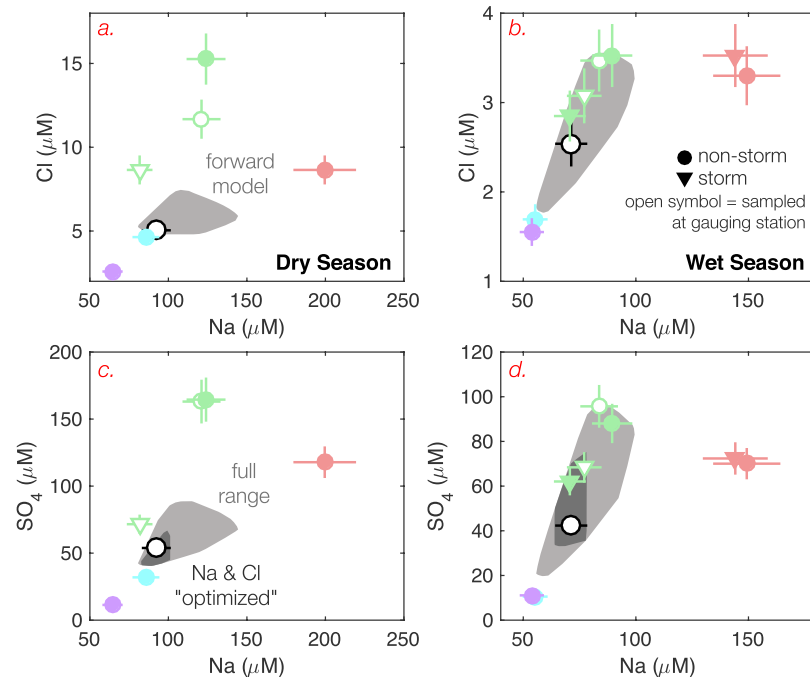 a.
15
10
5
Cl (μM)
forward
model
Dry Season
50
100
150
200
250
Na (μM)
b.
4
3
2
1
Cl (μM)
non-storm
storm
open symbol = sampled
at gauging station
Wet Season
50
100
150
Na (μM)
c.
200
150
100
50
0
SO4 (μM)
full
range
Na & Cl
"optimized"
50
100
150
200
250
Na (μM)
d.
120
100
80
60
40
20
0
SO4 (μM)
50
100
150
Na (μM)